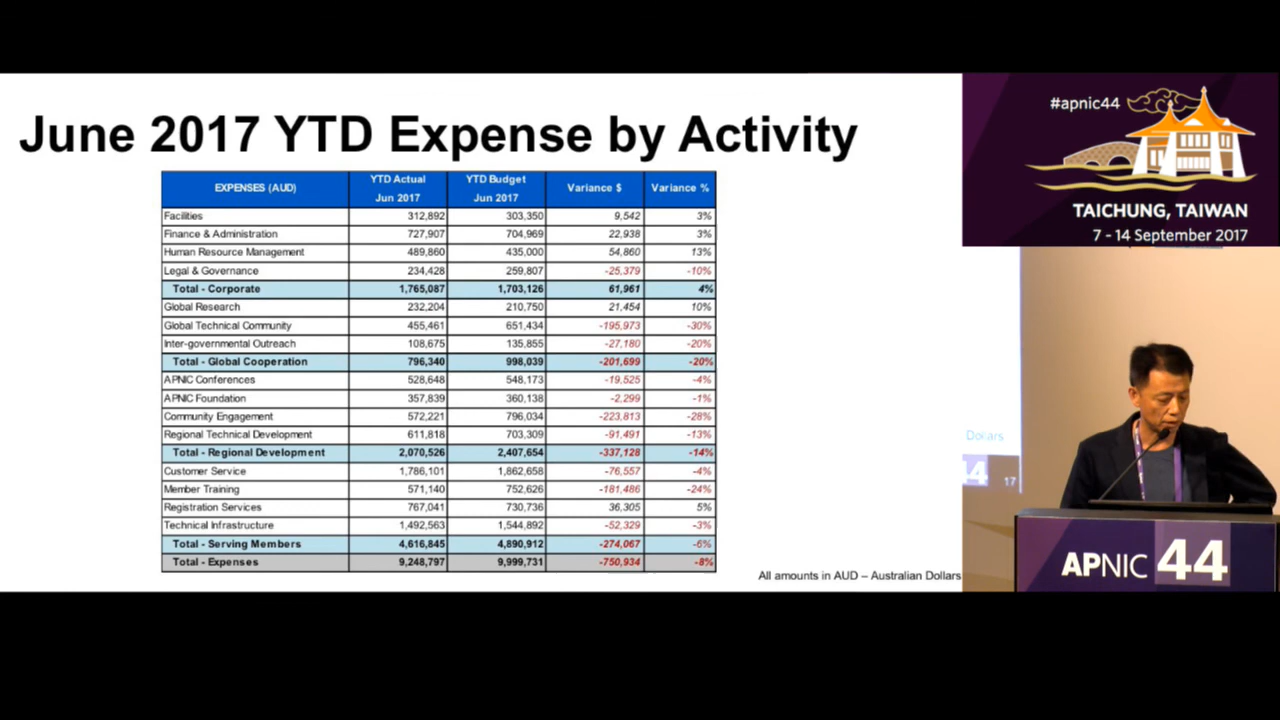 June 2017 YTD Expense by Activity
EXPENSES (AUD) YTD Actual Jun 2017 YTD Budget Jun 2017 Variance $ Variance %
Facilities 312,892 303,350 9,542 3%
Finance & Administration 727,907 704,969 22,938 3%
Human Resource Management 489,860 435,000 54,860 13%
Legal & Governance 234,428 259,807 -25,379 -10%
Total - Corporate 1,765,087 1,703,126 61,961 4%
Global Research 232,204 210,750 21,454 10%
Global Technical Community 455,461 651,434 -195,973 -30%
Inter-governmental Outreach 108,675 135,855 -27,180 -20%
Total - Global Cooperation 796,340 998,039 -201,699 -20%
APNIC Conferences 528,648 548,173 -19,525 -4%
APNIC Foundation 357,839 360,138 -2,299 -1%
Community Engagement 572,221 796,034 -223,813 -28%
Regional Technical Development 611,818 703,309 -91,491 -13%
Total - Regional Development 2,070,526 2,407,654 -337,128 -14%
Customer Service 1,786,101 1,862,658 -76,557 -4%
Member Training 571,140 752,626 -181,486 -24%
Registration Services 767,041 730,736 36,305 5%
Technical Infrastructure 1,492,563 1,544,892 -52,329 -3%
Total - Serving Members 4,616,845 4,890,912 -274,067 -6%
Total - Expenses 9,248,797 9,999,731 -750,934 -8%
All amounts in AUD – Australian Dollars
#apnic44
TAICHUNG, TAIWAN
7 - 14 September 2017
Dollars
44 17
APNIC 44